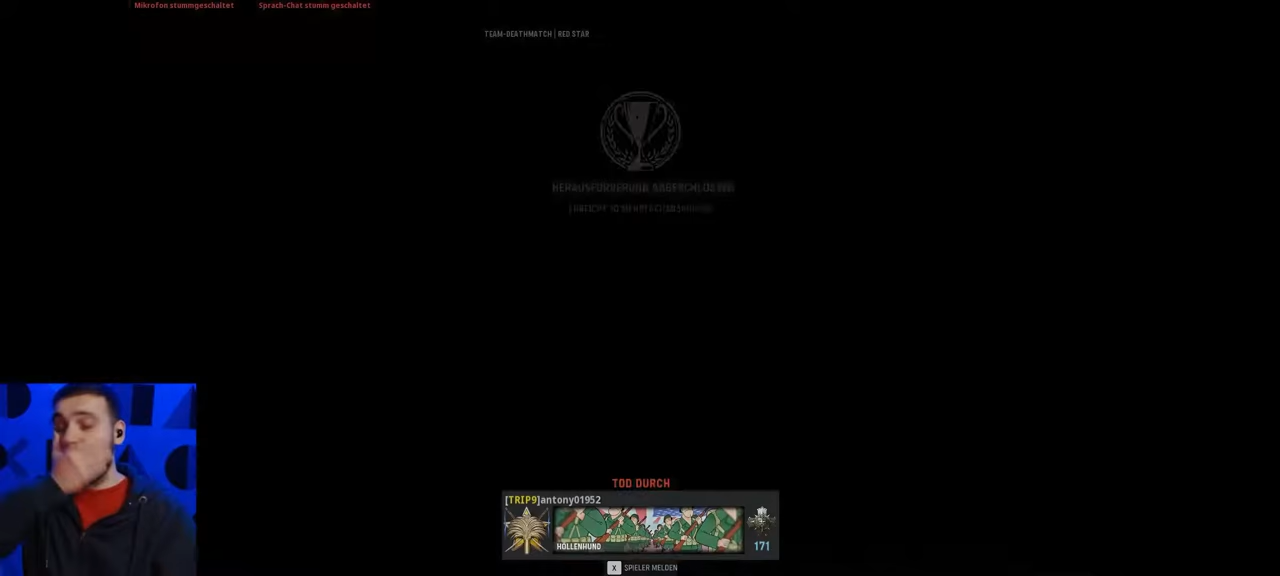 Mikrofon stummgeschaltet
Sprach-Chat stumm geschaltet
TEAM-DEATHMATCH | RED STAR
TOD DURCH
[TRIP9]antony01952
HÖLLENHUND
171
X SPIELER MELDEN